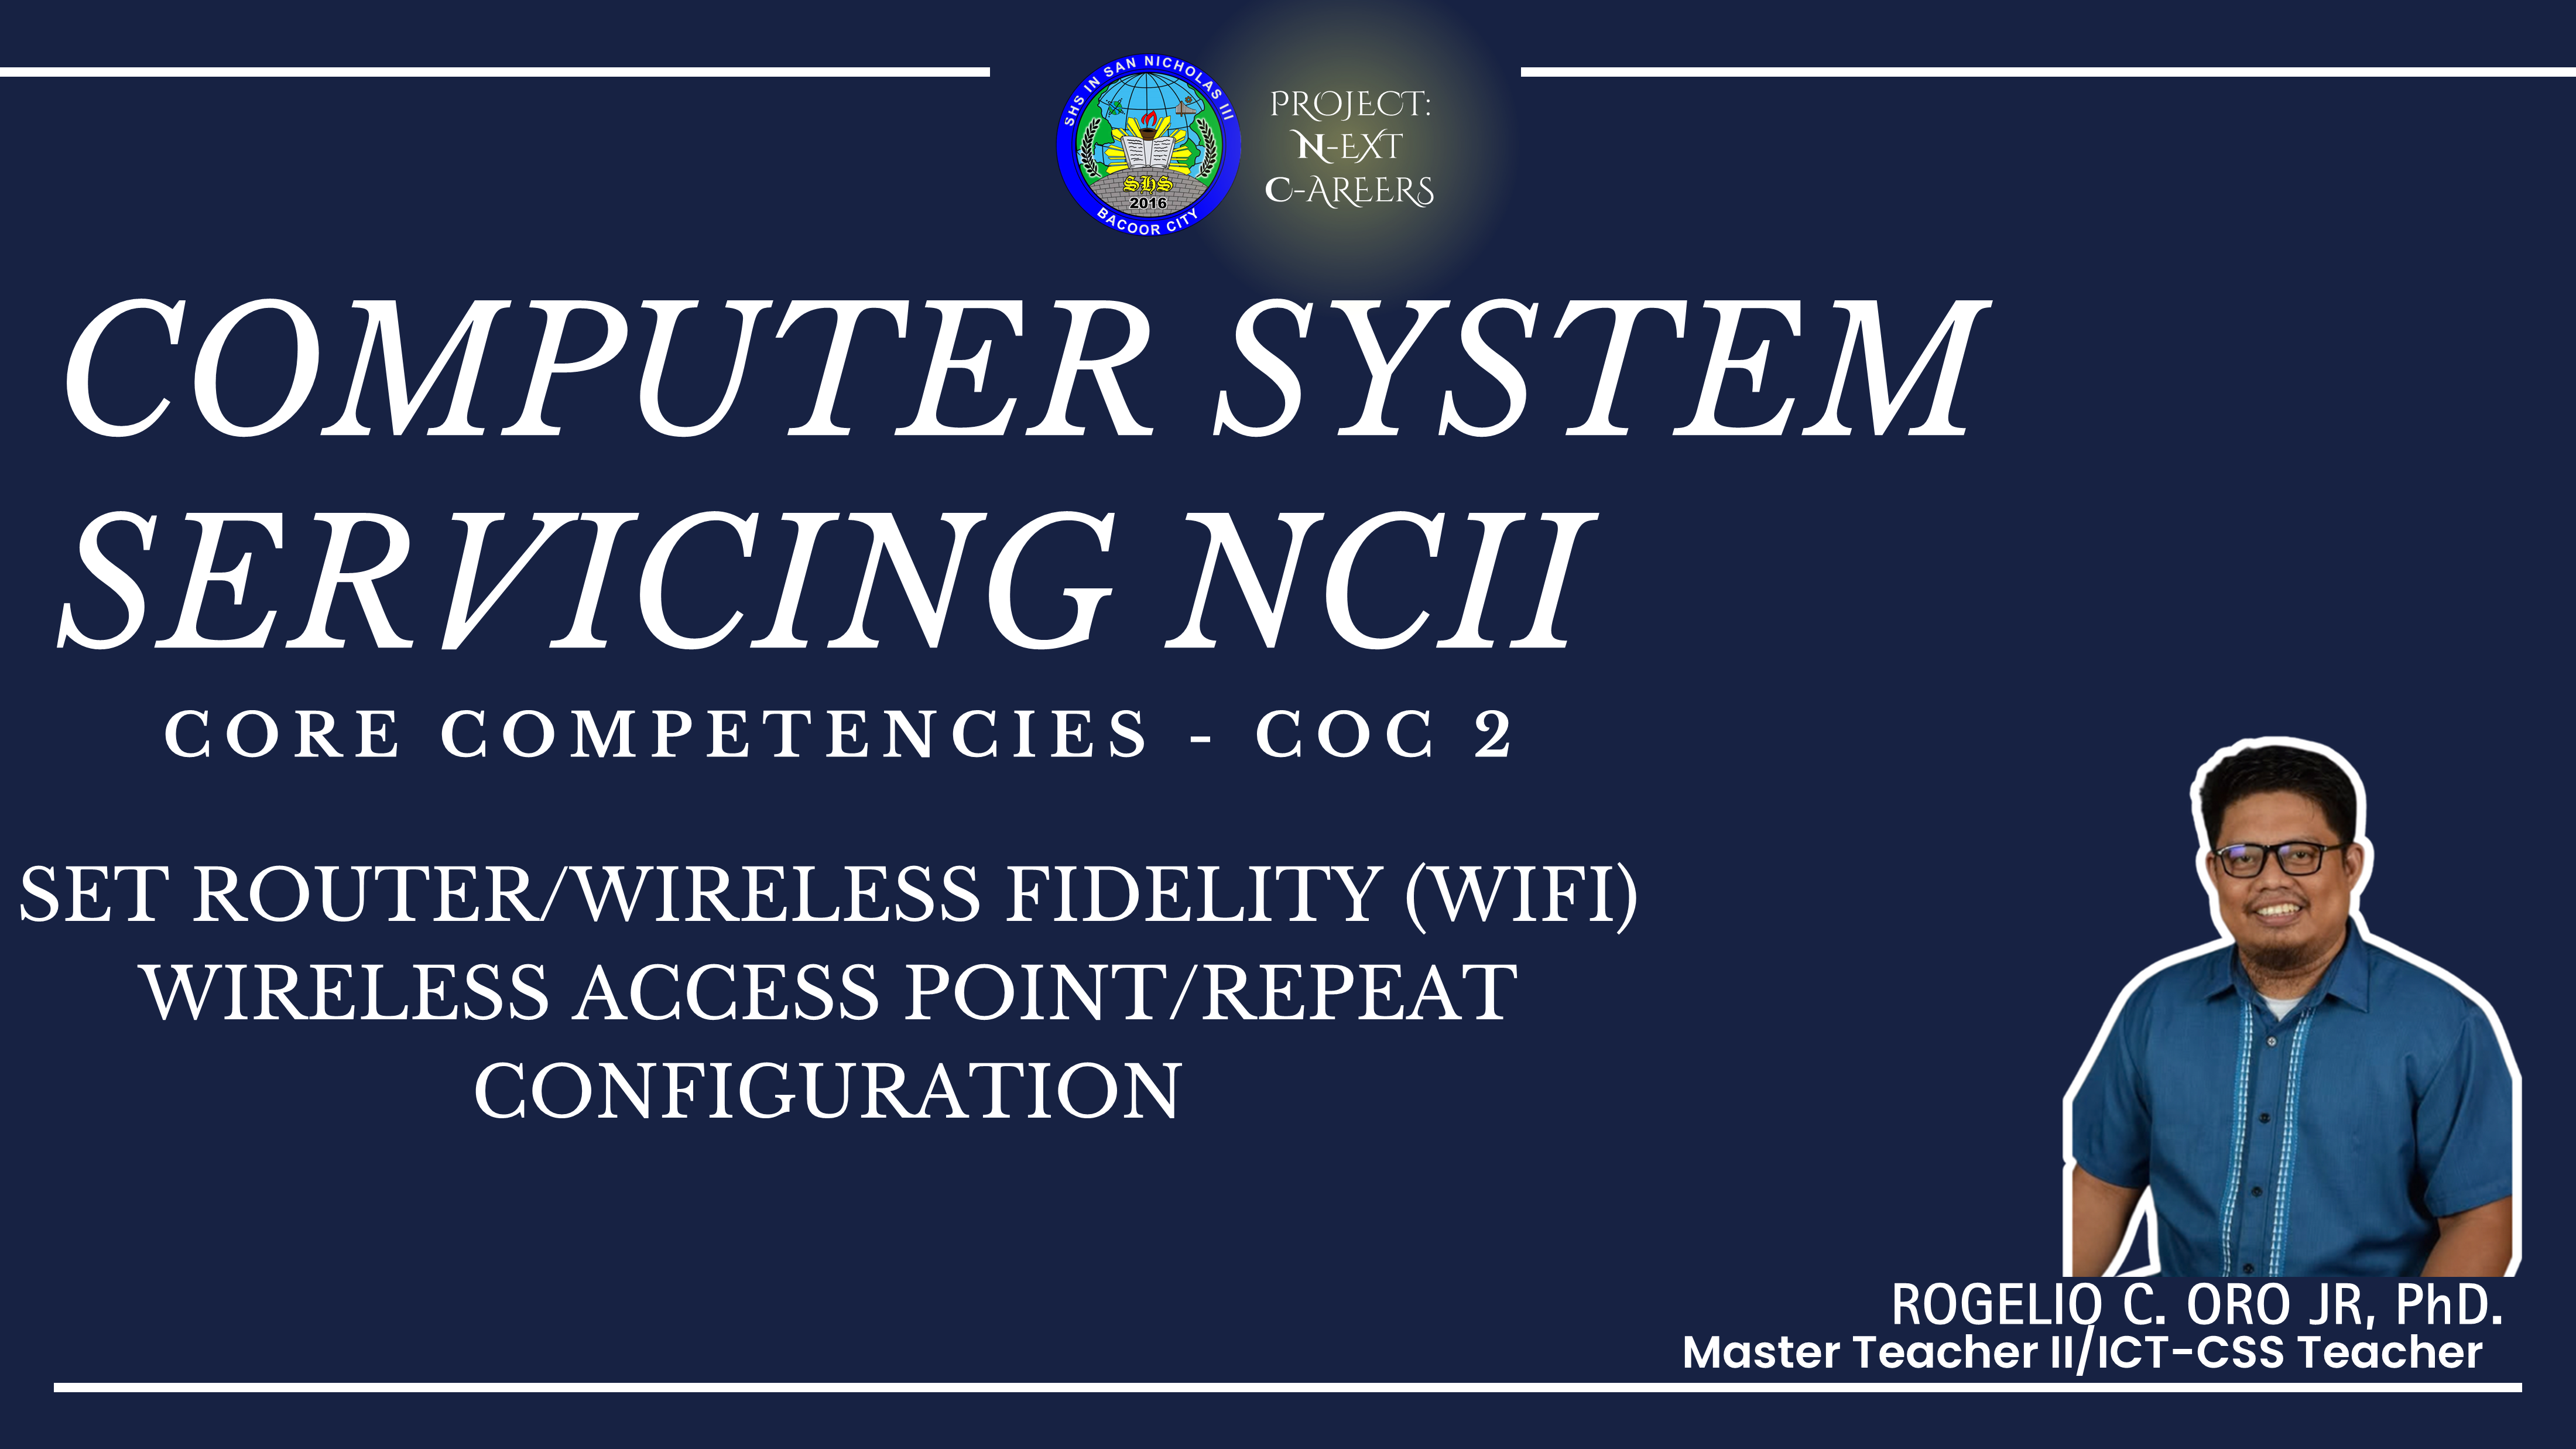 SHS IN SAN NICHOLAS III
SHS
2016
BACOOR CITY
PROJECT:
N-EXT
C-AREERS
COMPUTER SYSTEM
SERVICING NCII
CORE COMPETENCIES - COC 2
SET ROUTER/WIRELESS FIDELITY (WIFI)
WIRELESS ACCESS POINT/REPEAT
CONFIGURATION
ROGELIO C. ORO JR, PhD.
Master Teacher II/ICT-CSS Teacher